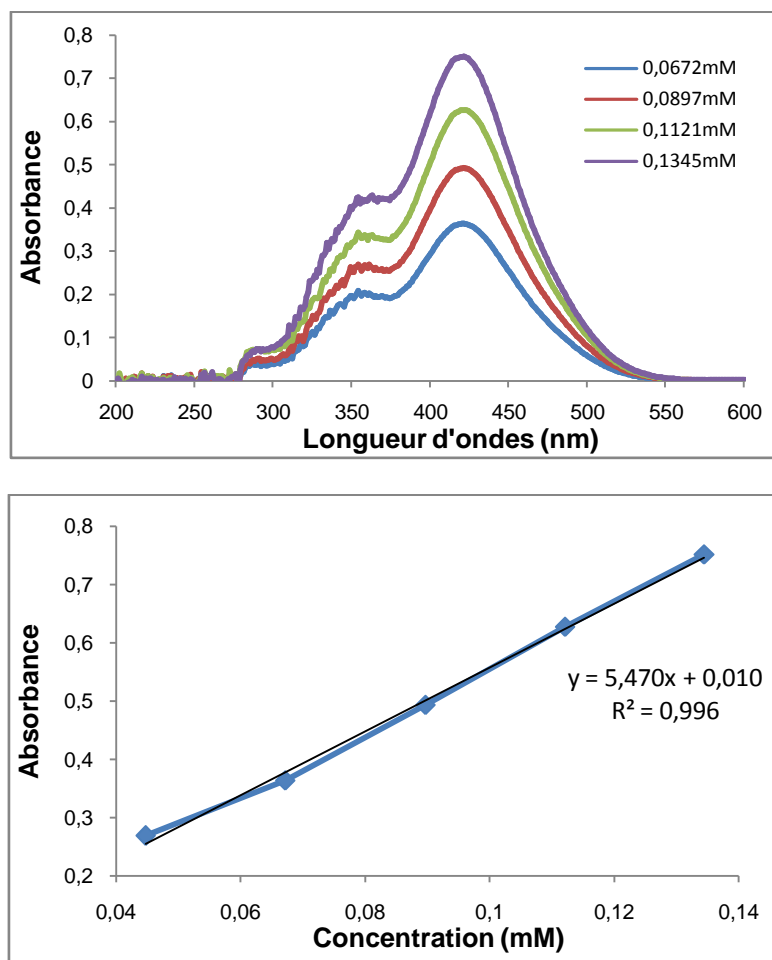 0,8
0,7
0,6
0,5
0,4
0,3
0,2
0,1
0
Absorbance
0,0672mM
0,0897mM
0,1121mM
0,1345mM
200 250 300 350 400 450 500 550 600
Longueur d'ondes (nm)
0,8
0,7
0,6
0,5
0,4
0,3
0,2
Absorbance
y = 5,470x + 0,010
R² = 0,996
0,04 0,06 0,08 0,1 0,12 0,14
Concentration (mM)